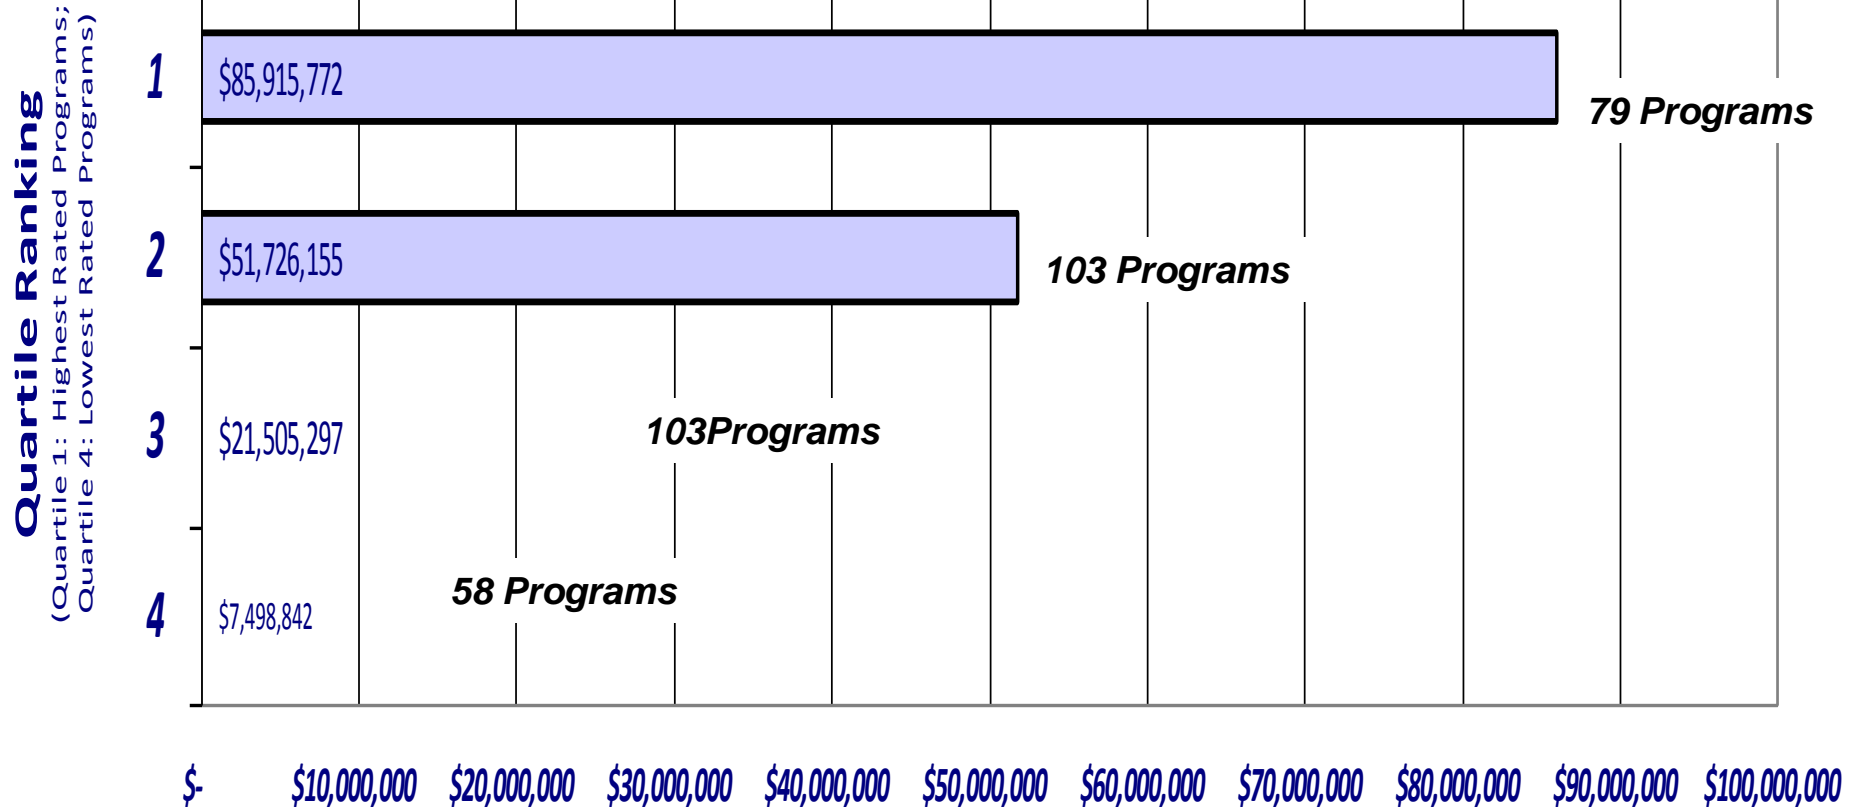 Quartile Ranking
(Quartile 1: Highest Rated Programs;
Quartile 4: Lowest Rated Programs)
1
$85,915,772
79 Programs
2
$51,726,155
103 Programs
3
$21,505,297
103Programs
4
$7,498,842
58 Programs
$-
$10,000,000
$20,000,000
$30,000,000
$40,000,000
$50,000,000
$60,000,000
$70,000,000
$80,000,000
$90,000,000
$100,000,000